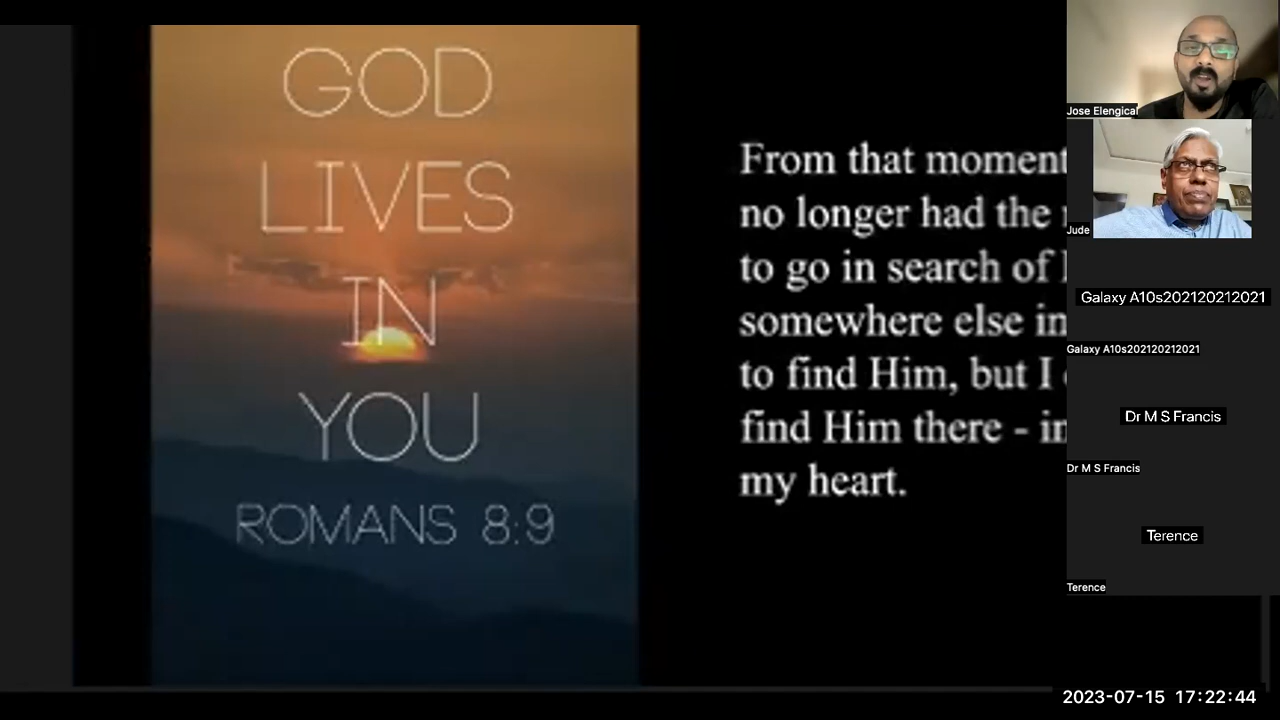 GOD
LIVES
IN
YOU
ROMANS 8:9
From that moment
no longer had the
to go in search of
somewhere else in
to find Him, but I
find Him there - in
my heart.
Jose Elengical
Jude
Galaxy A10s202120212021
Galaxy A10s202120212021
Dr M S Francis
Dr M S Francis
Terence
Terence
2023-07-15 17:22:44